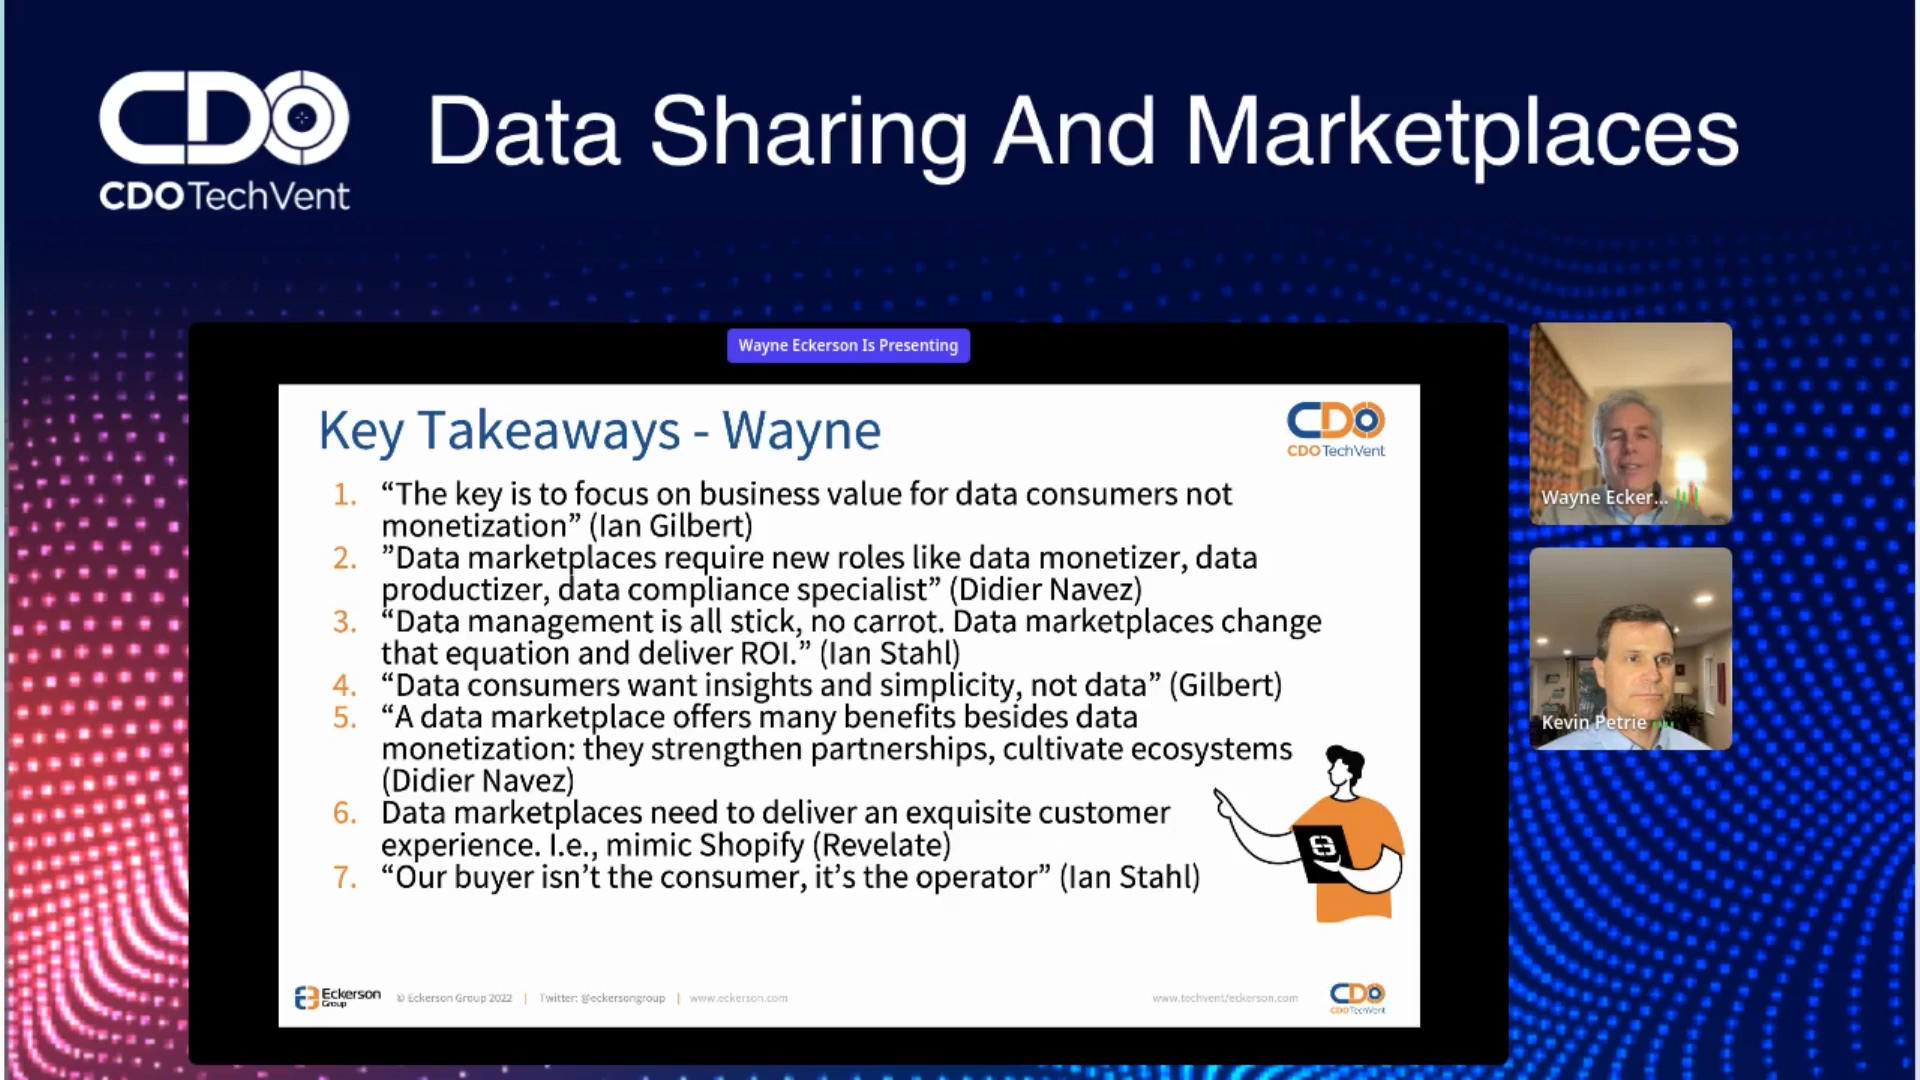 CDO
CDO TechVent
Data Sharing And Marketplaces
Wayne Eckerson Is Presenting
Key Takeaways - Wayne
CDO
CDO TechVent
1. “The key is to focus on business value for data consumers not
monetization” (Ian Gilbert)
2. ”Data marketplaces require new roles like data monetizer, data
productizer, data compliance specialist” (Didier Navez)
3. “Data management is all stick, no carrot. Data marketplaces change
that equation and deliver ROI.” (Ian Stahl)
4. “Data consumers want insights and simplicity, not data” (Gilbert)
5. “A data marketplace offers many benefits besides data
monetization: they strengthen partnerships, cultivate ecosystems
(Didier Navez)
6. Data marketplaces need to deliver an exquisite customer
experience. I.e., mimic Shopify (Revelate)
7. “Our buyer isn’t the consumer, it’s the operator” (Ian Stahl)
Eckerson
Group
© Eckerson Group 2022 | Twitter: @eckersongroup | www.eckerson.com
www.techvent/eckerson.com
CDO
CDO TechVent
Wayne Ecker...
Kevin Petrie